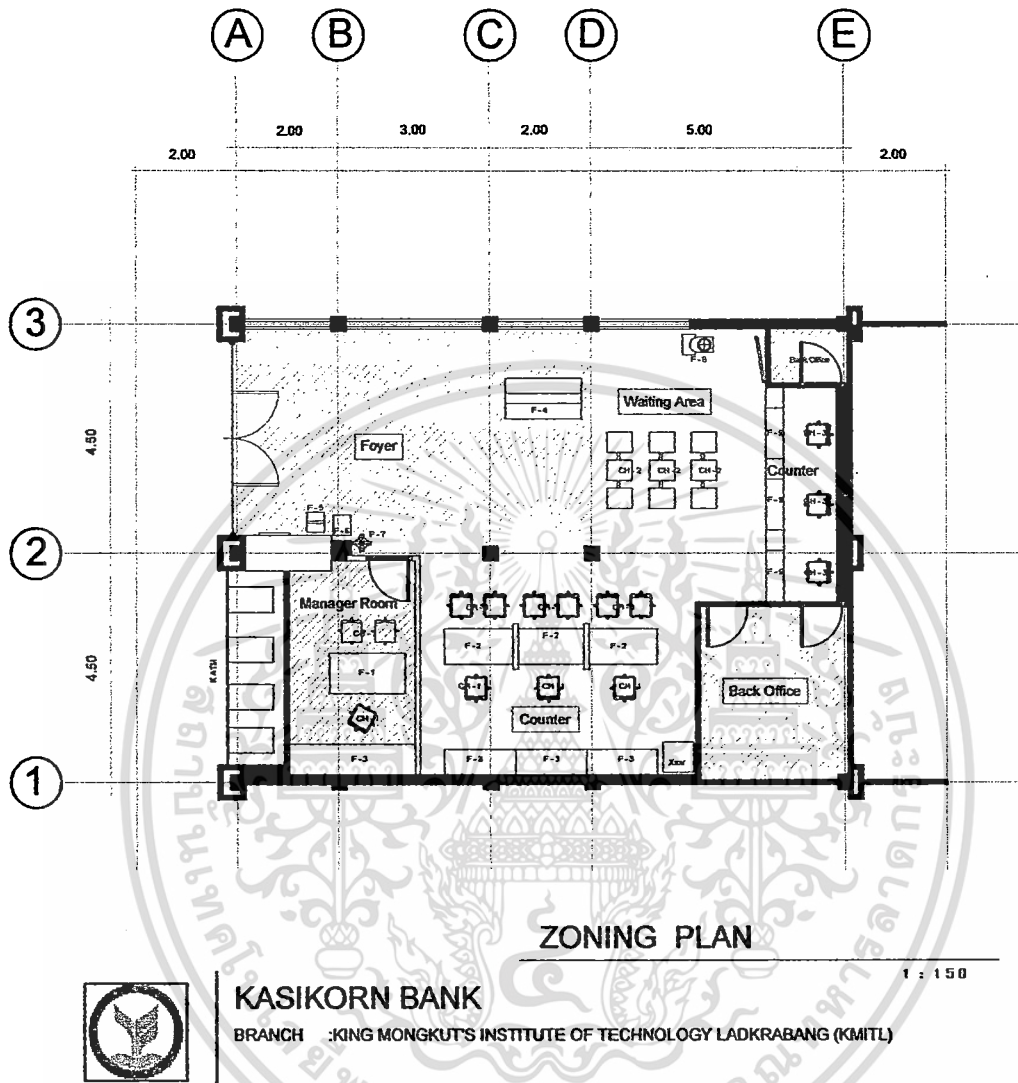 A B C D E
2.00 3.00 2.00 5.00
2.00 2.00
3
Back Office
F-8
Waiting Area
F-4
4.50
Foyer
CH-2 CH-2 CH-2
Counter
F-7
2
Manager Room
F-2
F-2 F-2
F-1
4.50
Back Office
CH CH
Counter
F-3 F-3 F-3 F-3
1
ZONING PLAN
1 : 150
KASIKORN BANK
BRANCH :KING MONGKUT'S INSTITUTE OF TECHNOLOGY LADKRABANG (KMITL)